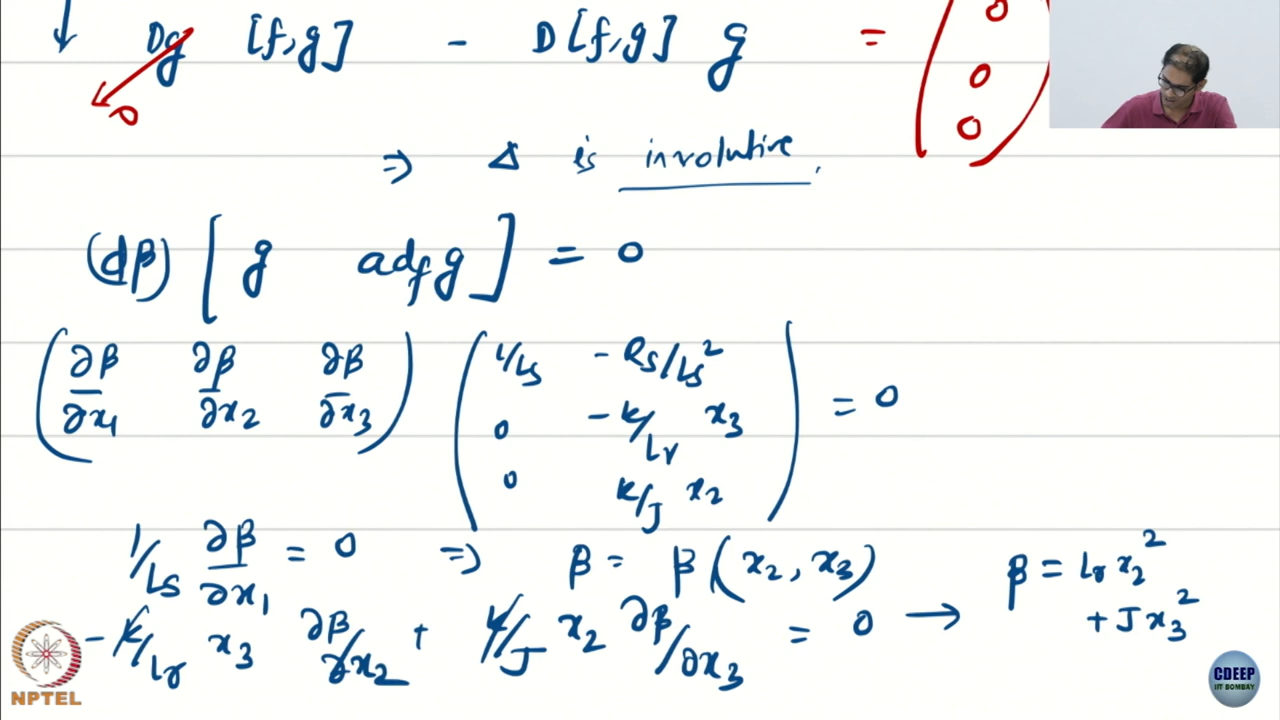 Dg [f,g] - D[f,g] g = ( 0
0
0
0 )
⇒ Δ is involutive.
(dβ) [ g ad_f g ] = 0
( ∂β/∂x₁ ∂β/∂x₂ ∂β/∂x₃ ) ( 1/Ls -Rs/Ls²
0 -k/Lr x₃
0 k/J x₂ ) = 0
1/Ls ∂β/∂x₁ = 0 ⇒ β = β(x₂, x₃)
β = Lr x₂² + J x₃²
-k/Lr x₃ ∂β/∂x₂ + k/J x₂ ∂β/∂x₃ = 0 →
NPTEL
CDEEP
IIT BOMBAY